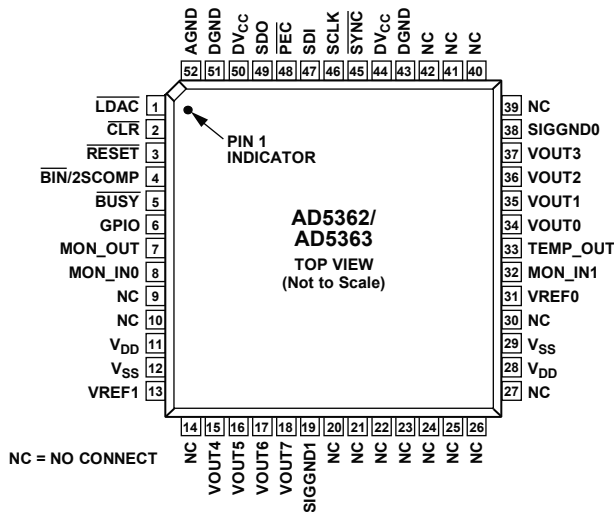 AGND
DGND
DVCC
SDO
PEC
SDI
SCLK
SYNC
DVCC
DGND
NC
NC
NC
52 51 50 49 48 47 46 45 44 43 42 41 40
LDAC 1
CLR 2
RESET 3
BIN/2SCOMP 4
BUSY 5
GPIO 6
MON_OUT 7
MON_IN0 8
NC 9
NC 10
VDD 11
VSS 12
VREF1 13
PIN 1
INDICATOR
AD5362/
AD5363
TOP VIEW
(Not to Scale)
39 NC
38 SIGGND0
37 VOUT3
36 VOUT2
35 VOUT1
34 VOUT0
33 TEMP_OUT
32 MON_IN1
31 VREF0
30 NC
29 VSS
28 VDD
27 NC
14 15 16 17 18 19 20 21 22 23 24 25 26
NC
VOUT4
VOUT5
VOUT6
VOUT7
SIGGND1
NC
NC
NC
NC
NC
NC
NC
NC = NO CONNECT